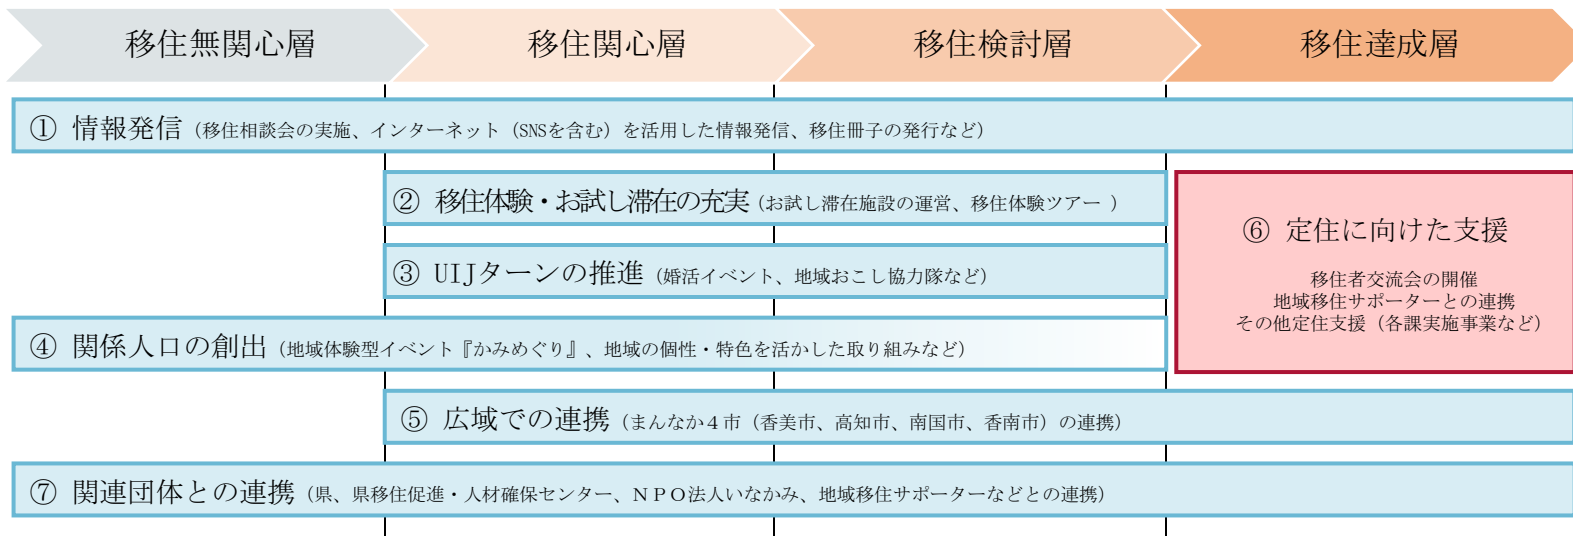 移住無関心層
移住関心層
移住検討層
移住達成層
① 情報発信（移住相談会の実施、インターネット（SNSを含む）を活用した情報発信、移住冊子の発行など）
② 移住体験・お試し滞在の充実（お試し滞在施設の運営、移住体験ツアー ）
③ UIJターンの推進（婚活イベント、地域おこし協力隊など）
④ 関係人口の創出（地域体験型イベント『かみめぐり』、地域の個性・特色を活かした取り組みなど）
⑥ 定住に向けた支援
移住者交流会の開催
地域移住サポーターとの連携
その他定住支援（各課実施事業など）
⑤ 広域での連携（まんなか４市（香美市、高知市、南国市、香南市）の連携）
⑦ 関連団体との連携（県、県移住促進・人材確保センター、ＮＰＯ法人いなかみ、地域移住サポーターなどとの連携）